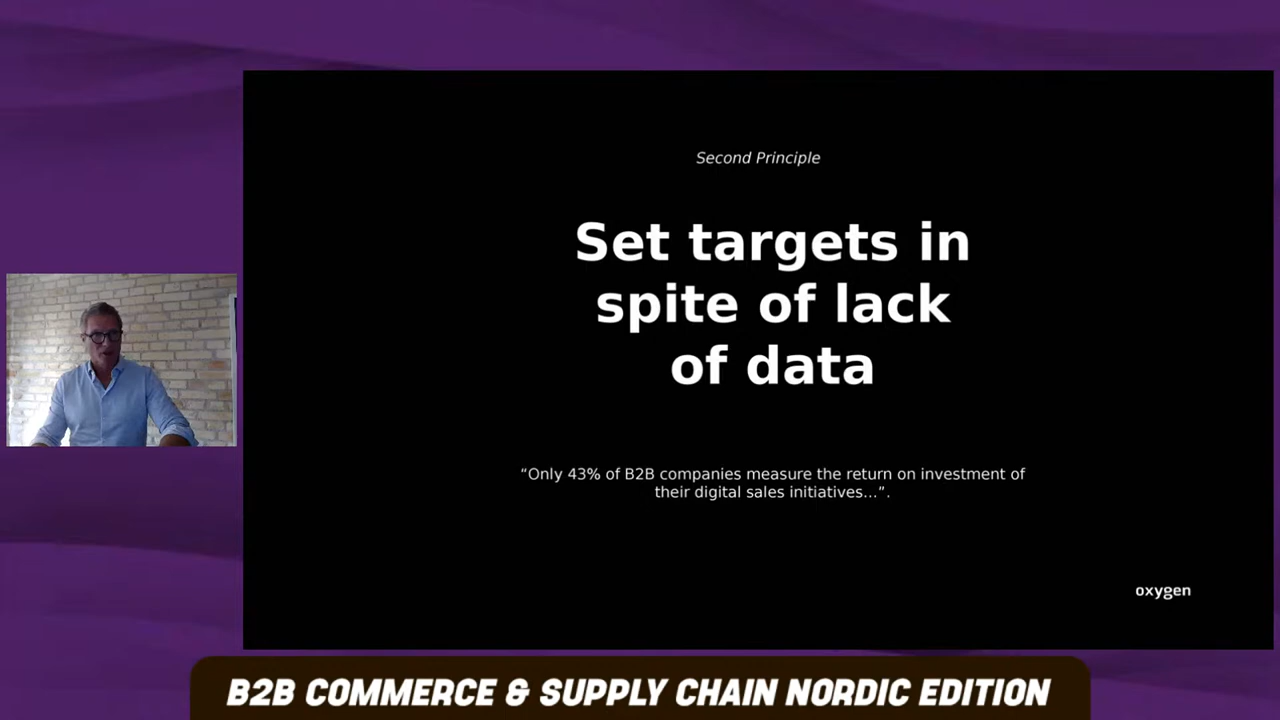 Second Principle
Set targets in
spite of lack
of data
“Only 43% of B2B companies measure the return on investment of
their digital sales initiatives...”.
oxygen
B2B COMMERCE & SUPPLY CHAIN NORDIC EDITION